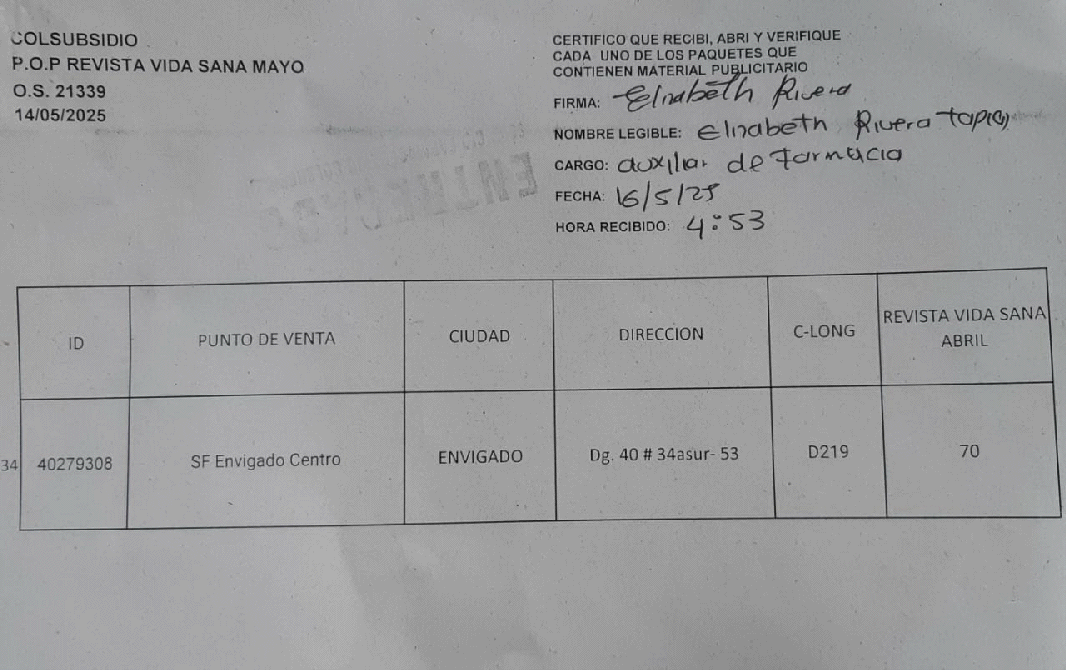 COLSUBSIDIO
P.O.P REVISTA VIDA SANA MAYO
O.S. 21339
14/05/2025
CERTIFICO QUE RECIBI, ABRI Y VERIFIQUE
CADA UNO DE LOS PAQUETES QUE
CONTIENEN MATERIAL PUBLICITARIO
FIRMA: Elizabeth Rivera
NOMBRE LEGIBLE: Elizabeth Rivera tapia
CARGO: auxiliar de farmacia
FECHA: 16/5/25
HORA RECIBIDO: 4:53
ID PUNTO DE VENTA CIUDAD DIRECCION C-LONG REVISTA VIDA SANA
ABRIL
34 40279308 SF Envigado Centro ENVIGADO Dg. 40 # 34asur- 53 D219 70